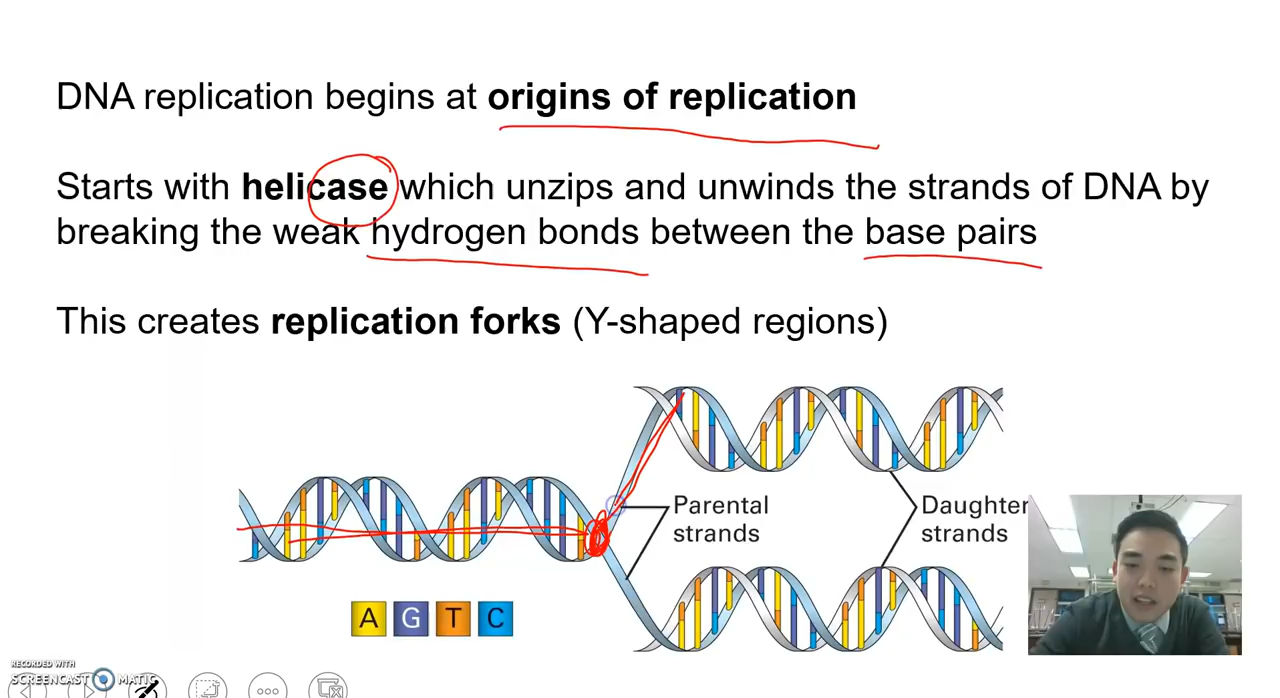 DNA replication begins at origins of replication
Starts with helicase which unzips and unwinds the strands of DNA by
breaking the weak hydrogen bonds between the base pairs
This creates replication forks (Y-shaped regions)
Parental
strands
Daughter
strands
A G T C
RECORDED WITH
SCREENCAST MATIC